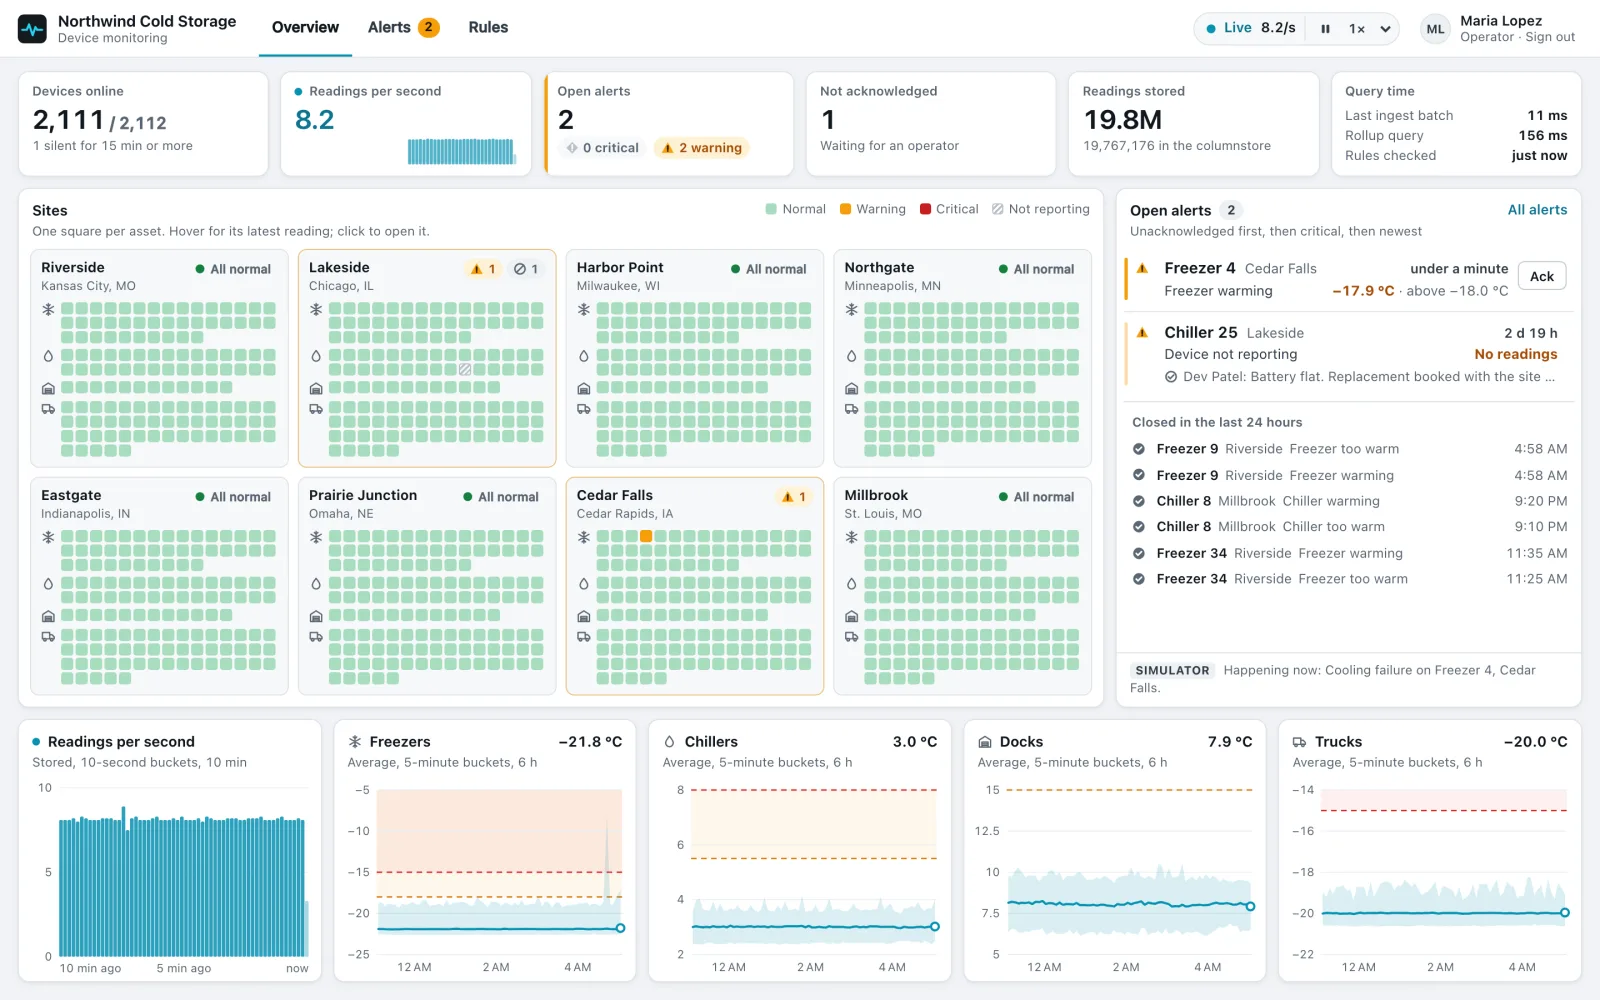 Northwind Cold Storage
Device monitoring
Overview
Alerts 2
Rules
Live 8.2/s
1×
ML
Maria Lopez
Operator · Sign out
Devices online
2,111 / 2,112
1 silent for 15 min or more
Readings per second
8.2
Open alerts
2
0 critical
2 warning
Not acknowledged
1
Waiting for an operator
Readings stored
19.8M
19,767,176 in the columnstore
Query time
Last ingest batch 11 ms
Rollup query 156 ms
Rules checked just now
Sites
One square per asset. Hover for its latest reading; click to open it.
Normal Warning Critical Not reporting
Riverside All normal
Kansas City, MO
Lakeside 1 1
Chicago, IL
Harbor Point All normal
Milwaukee, WI
Northgate All normal
Minneapolis, MN
Eastgate All normal
Indianapolis, IN
Prairie Junction All normal
Omaha, NE
Cedar Falls 1
Cedar Rapids, IA
Millbrook All normal
St. Louis, MO
Open alerts 2
All alerts
Unacknowledged first, then critical, then newest
Freezer 4 Cedar Falls under a minute
Freezer warming −17.9 °C · above −18.0 °C
Ack
Chiller 25 Lakeside 2 d 19 h
Device not reporting No readings
Dev Patel: Battery flat. Replacement booked with the site ...
Closed in the last 24 hours
Freezer 9 Riverside Freezer too warm 4:58 AM
Freezer 9 Riverside Freezer warming 4:58 AM
Chiller 8 Millbrook Chiller warming 9:20 PM
Chiller 8 Millbrook Chiller too warm 9:10 PM
Freezer 34 Riverside Freezer warming 11:35 AM
Freezer 34 Riverside Freezer too warm 11:25 AM
SIMULATOR Happening now: Cooling failure on Freezer 4, Cedar
Falls.
Readings per second
Stored, 10-second buckets, 10 min
10
5
0
10 min ago 5 min ago now
Freezers −21.8 °C
Average, 5-minute buckets, 6 h
−5
−10
−15
−20
−25
12 AM 2 AM 4 AM
Chillers 3.0 °C
Average, 5-minute buckets, 6 h
8
6
4
2
12 AM 2 AM 4 AM
Docks 7.9 °C
Average, 5-minute buckets, 6 h
15
12.5
10
7.5
5
12 AM 2 AM 4 AM
Trucks −20.0 °C
Average, 5-minute buckets, 6 h
−14
−16
−18
−20
−22
12 AM 2 AM 4 AM